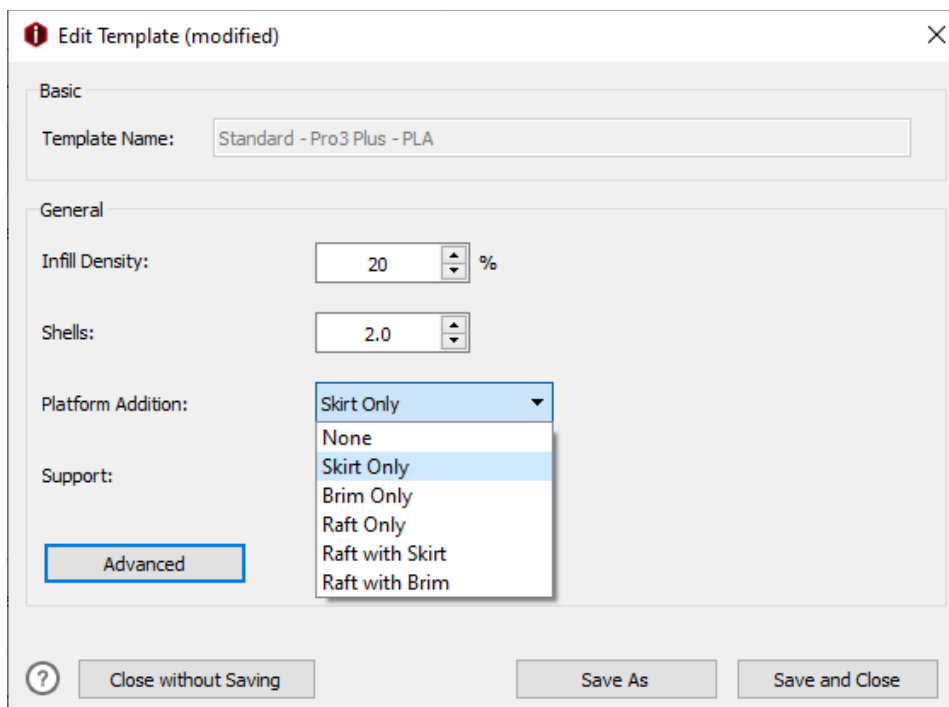 Edit Template (modified)
Basic
Template Name: Standard - Pro3 Plus - PLA
General
Infill Density: 20 %
Shells: 2.0
Platform Addition: Skirt Only
None
Skirt Only
Support:
Brim Only
Raft Only
Raft with Skirt
Advanced
Raft with Brim
? Close without Saving Save As Save and Close